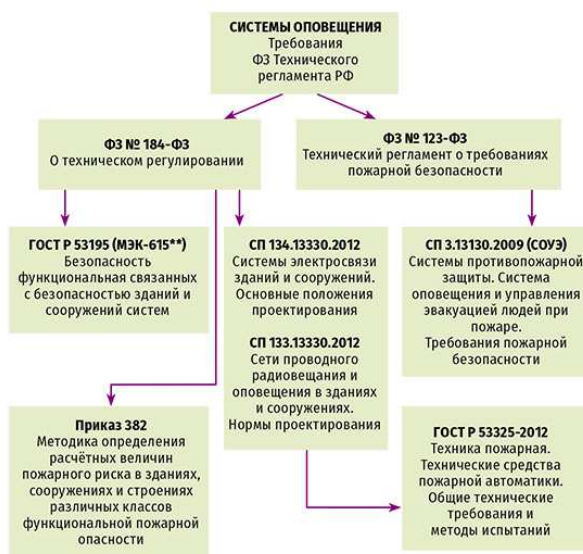 СИСТЕМЫ ОПОВЕЩЕНИЯ
Требования
ФЗ Технического
регламента РФ
ФЗ № 184-ФЗ
О техническом регулировании
ФЗ № 123-ФЗ
Технический регламент о требованиях
пожарной безопасности
ГОСТ Р 53195 (МЭК-615**)
Безопасность
функциональная связанных
с безопасностью зданий и
сооружений систем
СП 134.13330.2012
Системы электросвязи
зданий и сооружений.
Основные положения
проектирования
СП 133.13330.2012
Сети проводного
радиовещания и
оповещения в зданиях
и сооружениях.
Нормы проектирования
СП 3.13130.2009 (СОУЭ)
Системы противопожарной
защиты. Система
оповещения и управления
эвакуацией людей при
пожаре.
Требования пожарной
безопасности
Приказ 382
Методика определения
расчётных величин
пожарного риска в зданиях,
сооружениях и строениях
различных классов
функциональной пожарной
опасности
ГОСТ Р 53325-2012
Техника пожарная.
Технические средства
пожарной автоматики.
Общие технические
требования и
методы испытаний